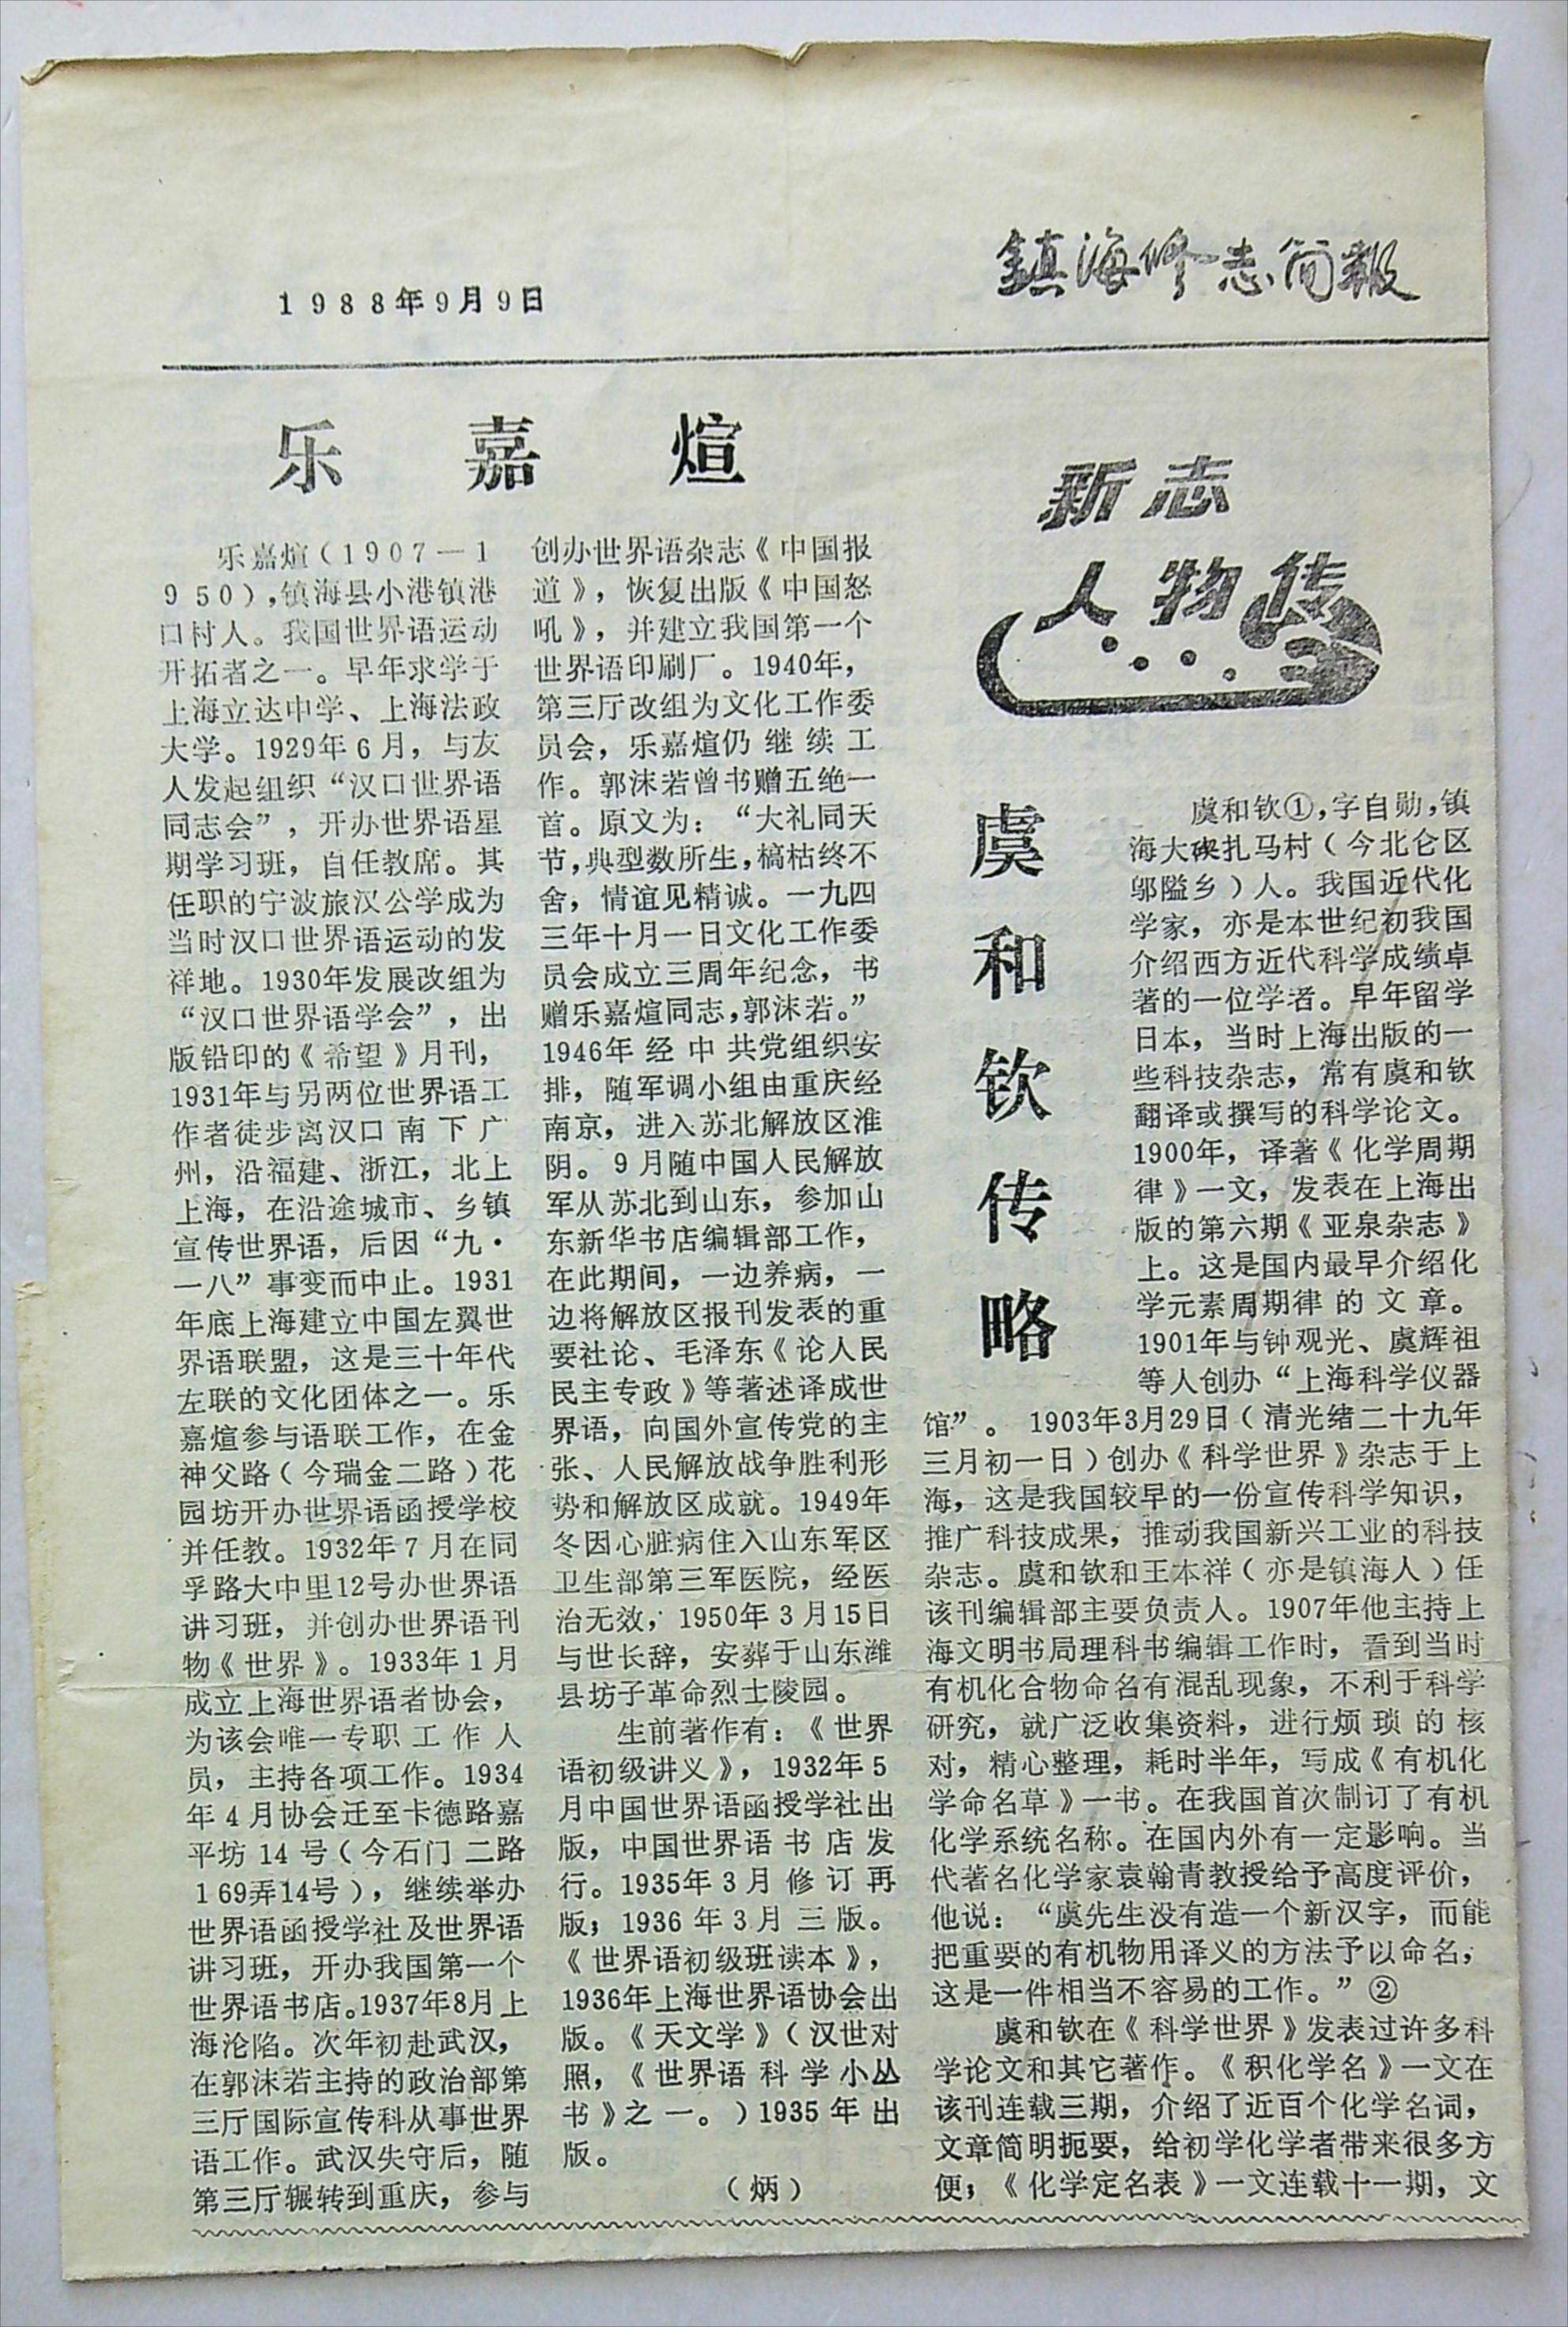 1988年9月9日
鎮海修志简報
乐嘉煊
乐嘉煊(1907—1
950),镇海县小港镇港
口村人。我国世界语运动
开拓者之一。早年求学于
上海立达中学、上海法政
大学。1929年6月,与友
人发起组织“汉口世界语
同志会”,开办世界语星
期学习班,自任教席。其
任职的宁波旅汉公学成为
当时汉口世界语运动的发
祥地。1930年发展改组为
“汉口世界语学会”,出
版铅印的《希望》月刊,
1931年与另两位世界语工
作者徒步离汉口南下广
州,沿福建、浙江,北上
上海,在沿途城市、乡镇
宣传世界语,后因“九·
一八”事变而中止。1931
年底上海建立中国左翼世
界语联盟,这是三十年代
左联的文化团体之一。乐
嘉煊参与语联工作,在金
神父路(今瑞金二路)花
园坊开办世界语函授学校
并任教。1932年7月在同
孚路大中里12号办世界语
讲习班,并创办世界语刊
物《世界》。1933年1月
成立上海世界语者协会,
为该会唯一专职工作人
员,主持各项工作。1934
年4月协会迁至卡德路嘉
平坊14号(今石门二路
169弄14号),继续举办
世界语函授学社及世界语
讲习班,开办我国第一个
世界语书店。1937年8月上
海沦陷。次年初赴武汉,
在郭沫若主持的政治部第
三厅国际宣传科从事世界
语工作。武汉失守后,随
第三厅辗转到重庆,参与
创办世界语杂志《中国报
道》,恢复出版《中国怒
吼》,并建立我国第一个
世界语印刷厂。1940年,
第三厅改组为文化工作委
员会,乐嘉煊仍继续工
作。郭沫若曾书赠五绝一
首。原文为:“大礼同天
节,典型数所生,槁枯终不
舍,情谊见精诚。一九四
三年十月一日文化工作委
员会成立三周年纪念,书
赠乐嘉煊同志,郭沫若。”
1946年经中共党组织安
排,随军调小组由重庆经
南京,进入苏北解放区淮
阴。9月随中国人民解放
军从苏北到山东,参加山
东新华书店编辑部工作,
在此期间,一边养病,一
边将解放区报刊发表的重
要社论、毛泽东《论人民
民主专政》等著述译成世
界语,向国外宣传党的主
张、人民解放战争胜利形
势和解放区成就。1949年
冬因心脏病住入山东军区
卫生部第三军医院,经医
治无效,1950年3月15日
与世长辞,安葬于山东潍
县坊子革命烈士陵园。
生前著作有:《世界
语初级讲义》,1932年5
月中国世界语函授学社出
版,中国世界语书店发
行。1935年3月修订再
版;1936年3月三版。
《世界语初级班读本》,
1936年上海世界语协会出
版。《天文学》(汉世对
照,《世界语科学小丛
书》之一。)1935年出
版。
(炳)
新志
人物传
虞和钦传略
虞和钦①,字自勋,镇
海大碶扎马村(今北仑区
邬隘乡)人。我国近代化
学家,亦是本世纪初我国
介绍西方近代科学成绩卓
著的一位学者。早年留学
日本,当时上海出版的一
些科技杂志,常有虞和钦
翻译或撰写的科学论文。
1900年,译著《化学周期
律》一文,发表在上海出
版的第六期《亚泉杂志》
上。这是国内最早介绍化
学元素周期律的文章。
1901年与钟观光、虞辉祖
等人创办“上海科学仪器
馆”。1903年3月29日(清光绪二十九年
三月初一日)创办《科学世界》杂志于上
海,这是我国较早的一份宣传科学知识,
推广科技成果,推动我国新兴工业的科技
杂志。虞和钦和王本祥(亦是镇海人)任
该刊编辑部主要负责人。1907年他主持上
海文明书局理科书编辑工作时,看到当时
有机化合物命名有混乱现象,不利于科学
研究,就广泛收集资料,进行烦琐的核
对,精心整理,耗时半年,写成《有机化
学命名草》一书。在我国首次制订了有机
化学系统名称。在国内外有一定影响。当
代著名化学家袁翰青教授给予高度评价,
他说:“虞先生没有造一个新汉字,而能
把重要的有机物用译义的方法予以命名,
这是一件相当不容易的工作。”②
虞和钦在《科学世界》发表过许多科
学论文和其它著作。《积化学名》一文在
该刊连载三期,介绍了近百个化学名词,
文章简明扼要,给初学化学者带来很多方
便;《化学定名表》一文连载十一期,文